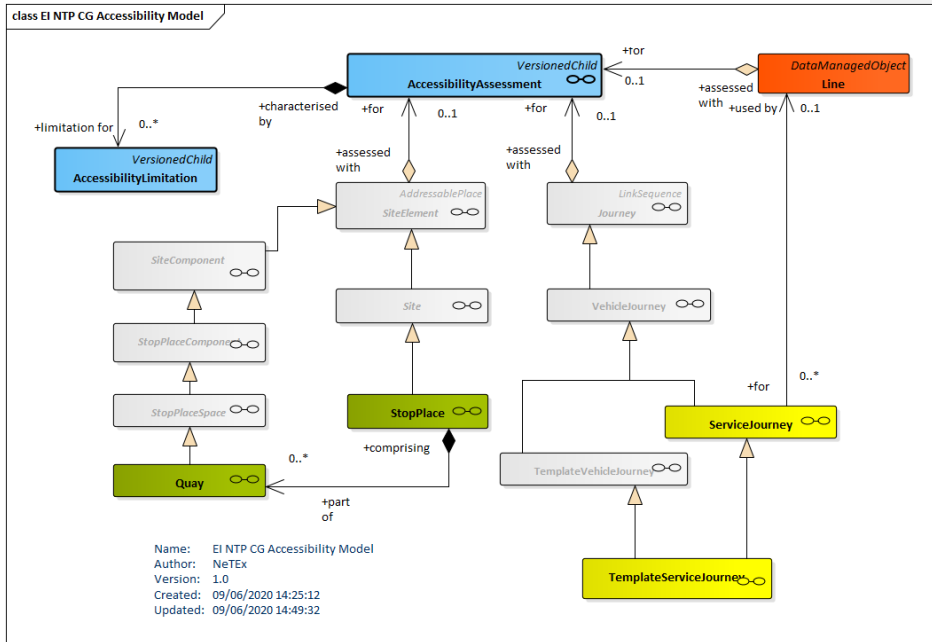 class EI NTP CG Accessibility Model
VersionedChild
AccessibilityAssessment
DataManagedObject
Line
+for
0..1
+assessed
with
+used by
0..1
+characterised
by
+for
0..1
+for
0..1
+limitation for
0..*
VersionedChild
AccessibilityLimitation
+assessed
with
+assessed
with
AddressablePlace
SiteElement
LinkSequence
Journey
SiteComponent
Site
VehicleJourney
StopPlaceComponent
StopPlaceSpace
StopPlace
+for
0..*
ServiceJourney
+comprising
0..*
Quay
+part
of
TemplateVehicleJourney
TemplateServiceJourney
Name: EI NTP CG Accessibility Model
Author: NeTEx
Version: 1.0
Created: 09/06/2020 14:25:12
Updated: 09/06/2020 14:49:32